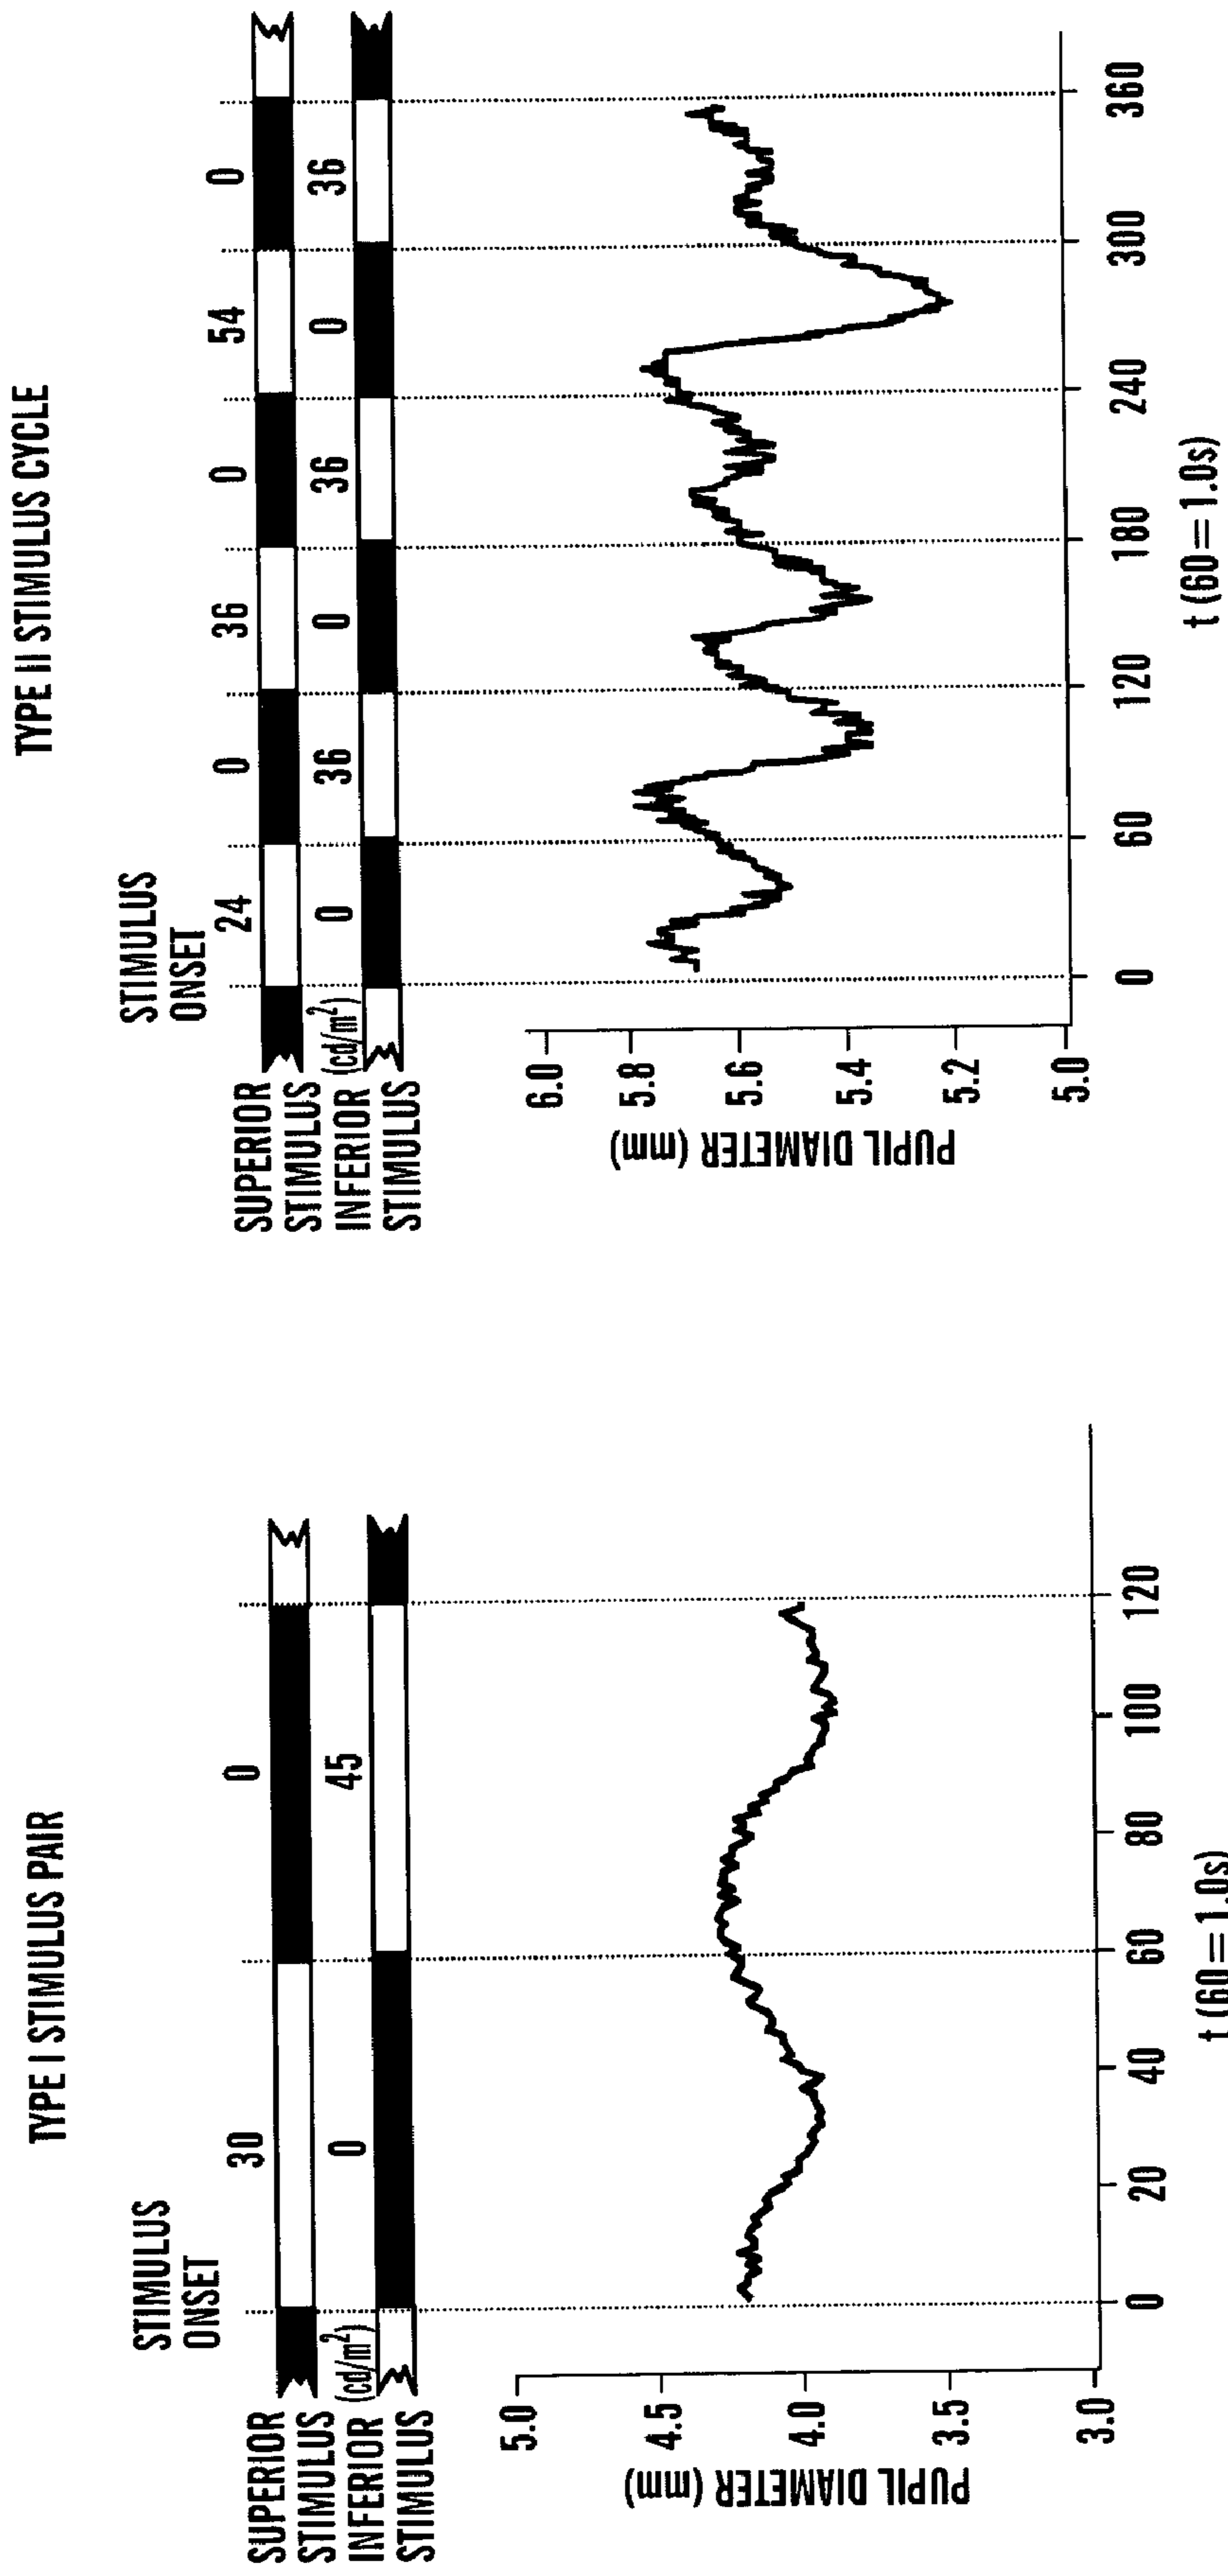 TYPE I STIMULUS PAIR
STIMULUS
ONSET
30 0
SUPERIOR
STIMULUS
(cd/m²)
0 45
INFERIOR
STIMULUS
5.0
4.5
4.0
3.5
3.0
PUPIL DIAMETER (mm)
0 20 40 60 80 100 120
t (60=1.0s)
TYPE II STIMULUS CYCLE
STIMULUS
ONSET
24 0 36 0 54 0
SUPERIOR
STIMULUS
(cd/m²)
0 36 0 36 0 36
INFERIOR
STIMULUS
6.0
5.8
5.6
5.4
5.2
5.0
PUPIL DIAMETER (mm)
0 60 120 180 240 300 360
t (60=1.0s)